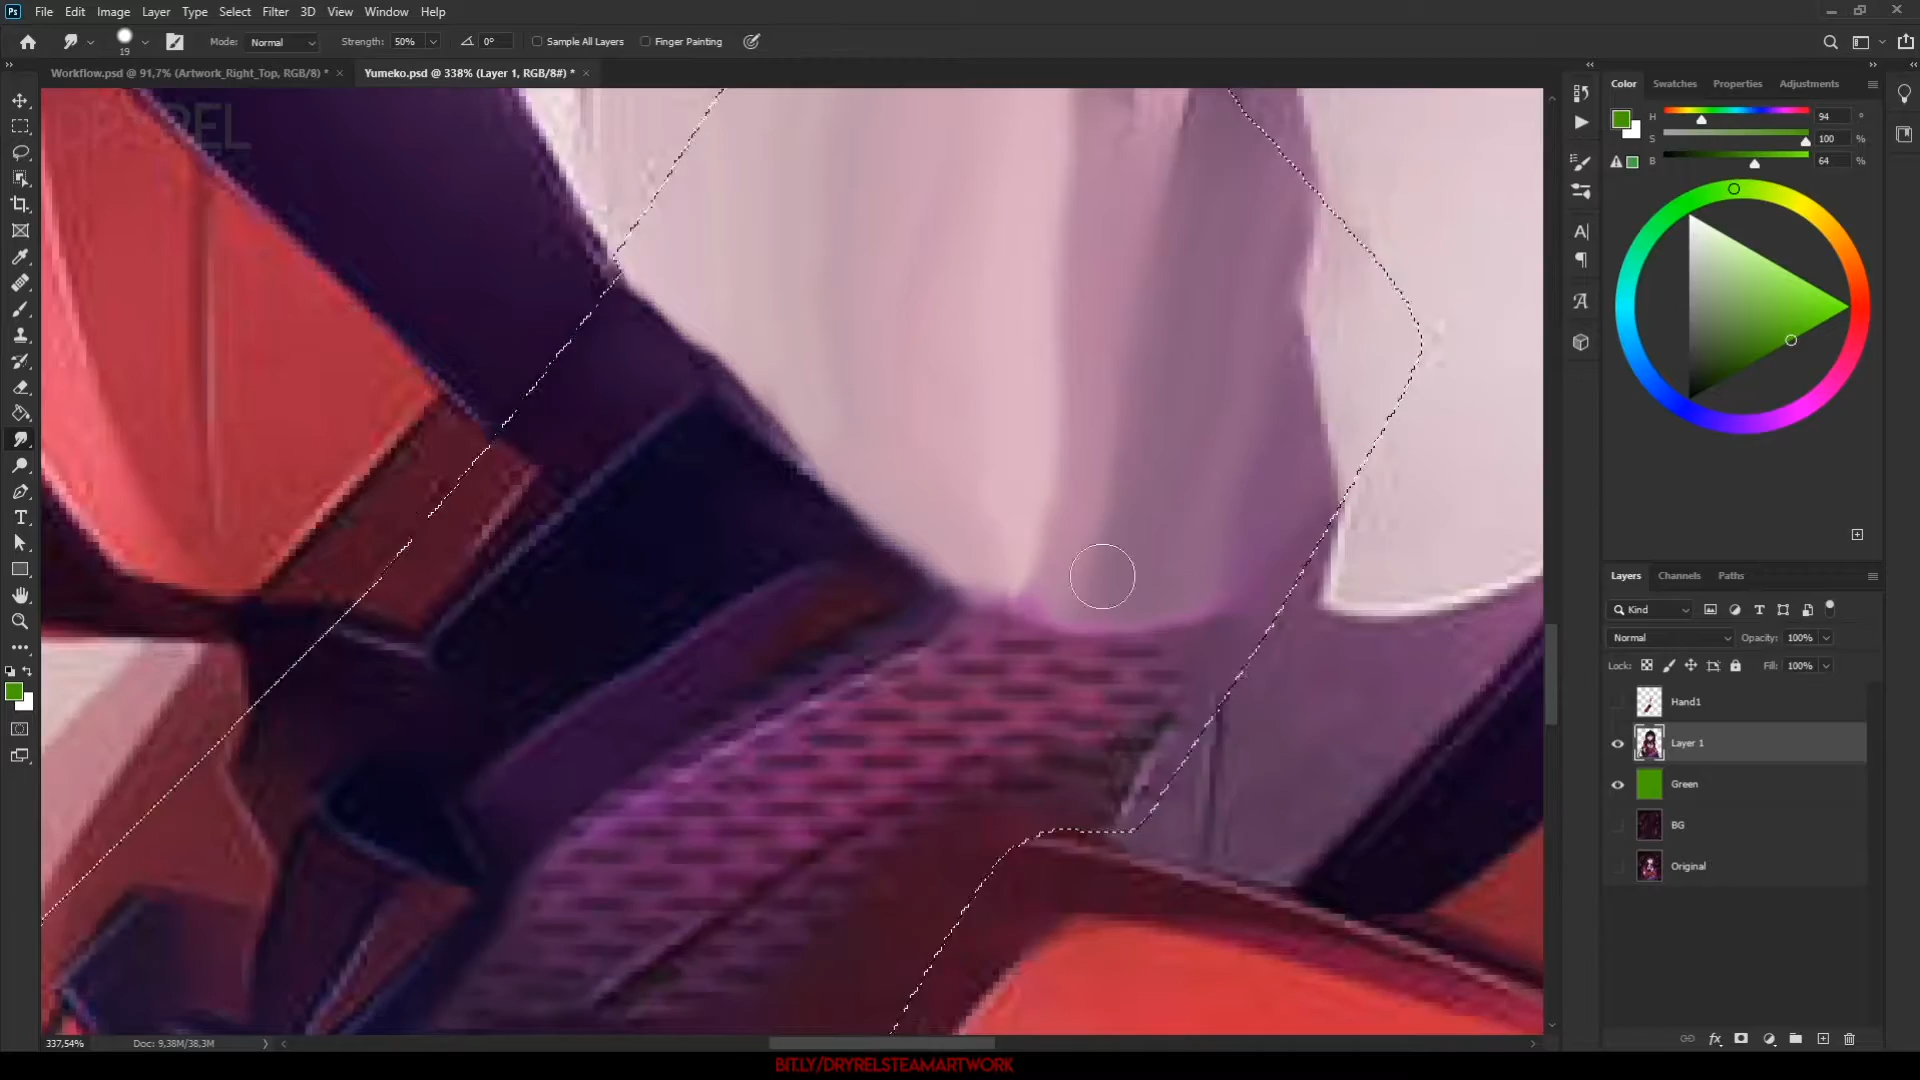 Ps File Edit Image Layer Type Select Filter 3D View Window Help
19 Mode: Normal Strength: 50% 0° Sample All Layers Finger Painting
Workflow.psd @ 91,7% (Artwork_Right_Top, RGB/8) * × Yumeko.psd @ 338% (Layer 1, RGB/8#) * ×
DRYREL
Color Swatches Properties Adjustments
H 94 °
S 100 %
B 64 %
Layers Channels Paths
Kind
Normal Opacity: 100%
Lock: Fill: 100%
Hand1
Layer 1
Green
BG
Original
337,54% Doc: 9,38M/38,3M
BIT.LY/DRYRELSTEAMARTWORK